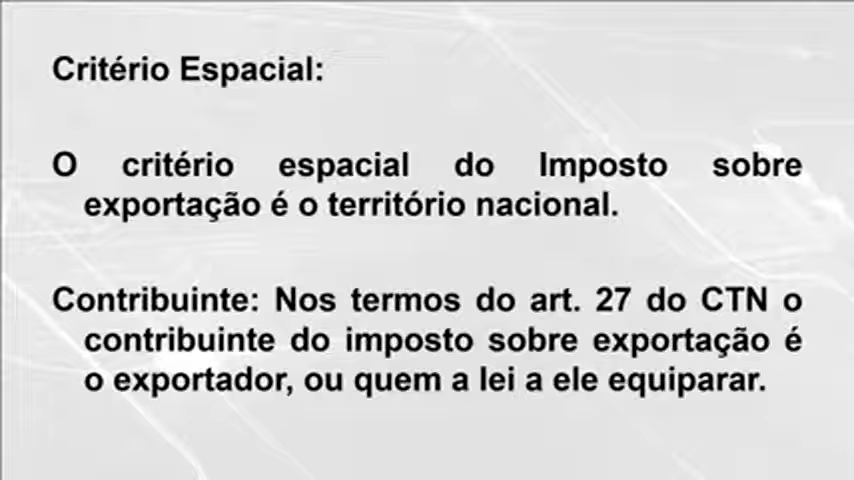 Critério Espacial:
O critério espacial do Imposto sobre
exportação é o território nacional.
Contribuinte: Nos termos do art. 27 do CTN o
contribuinte do imposto sobre exportação é
o exportador, ou quem a lei a ele equiparar.